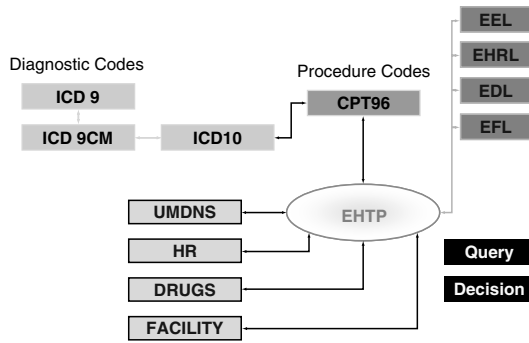 EEL
Diagnostic Codes
Procedure Codes
EHRL
ICD 9
CPT96
EDL
ICD 9CM
ICD10
EFL
UMDNS
EHTP
HR
Query
DRUGS
Decision
FACILITY